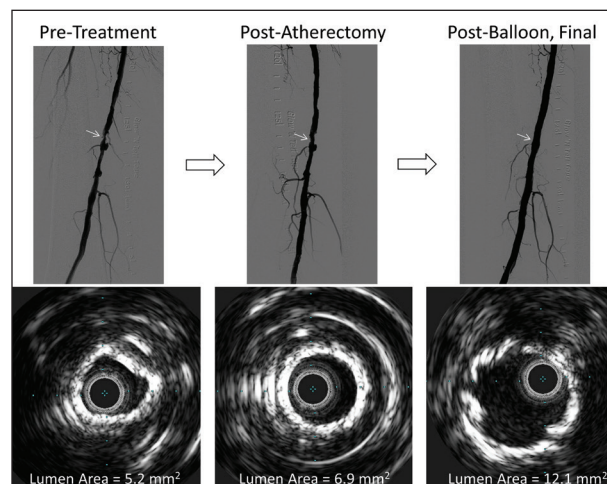 Pre-Treatment
Post-Atherectomy
Post-Balloon, Final
Lumen Area = 5.2 mm²
Lumen Area = 6.9 mm²
Lumen Area = 12.1 mm²